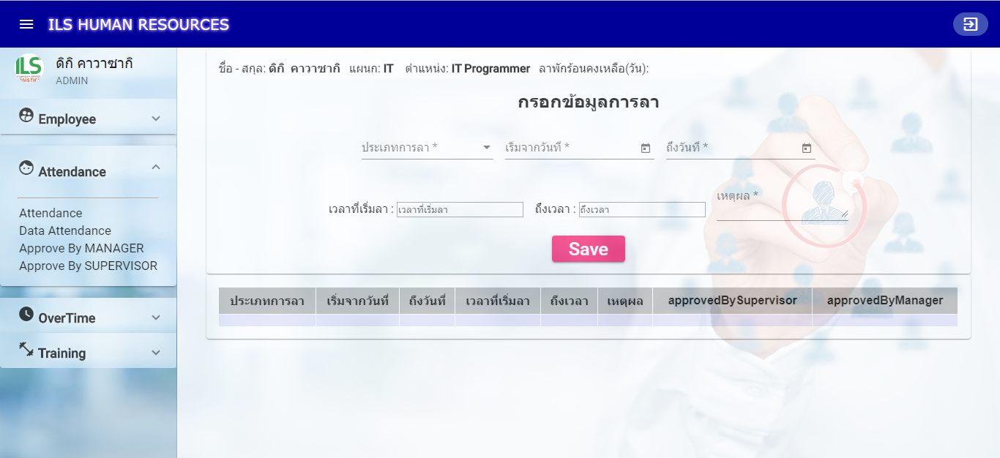 ILS HUMAN RESOURCES
ILS
ดิกิ คาวาซากิ
ADMIN
Employee
Attendance
Attendance
Data Attendance
Approve By MANAGER
Approve By SUPERVISOR
OverTime
Training
ชื่อ - สกุล: ดิกิ คาวาซากิ แผนก: IT ตำแหน่ง: IT Programmer ลาพักร้อนคงเหลือ(วัน):
กรอกข้อมูลการลา
ประเภทการลา * เริ่มจากวันที่ * ถึงวันที่ *
เวลาที่เริ่มลา : เวลาที่เริ่มลา ถึงเวลา : ถึงเวลา เหตุผล *
Save
ประเภทการลา เริ่มจากวันที่ ถึงวันที่ เวลาที่เริ่มลา ถึงเวลา เหตุผล approvedBySupervisor approvedByManager